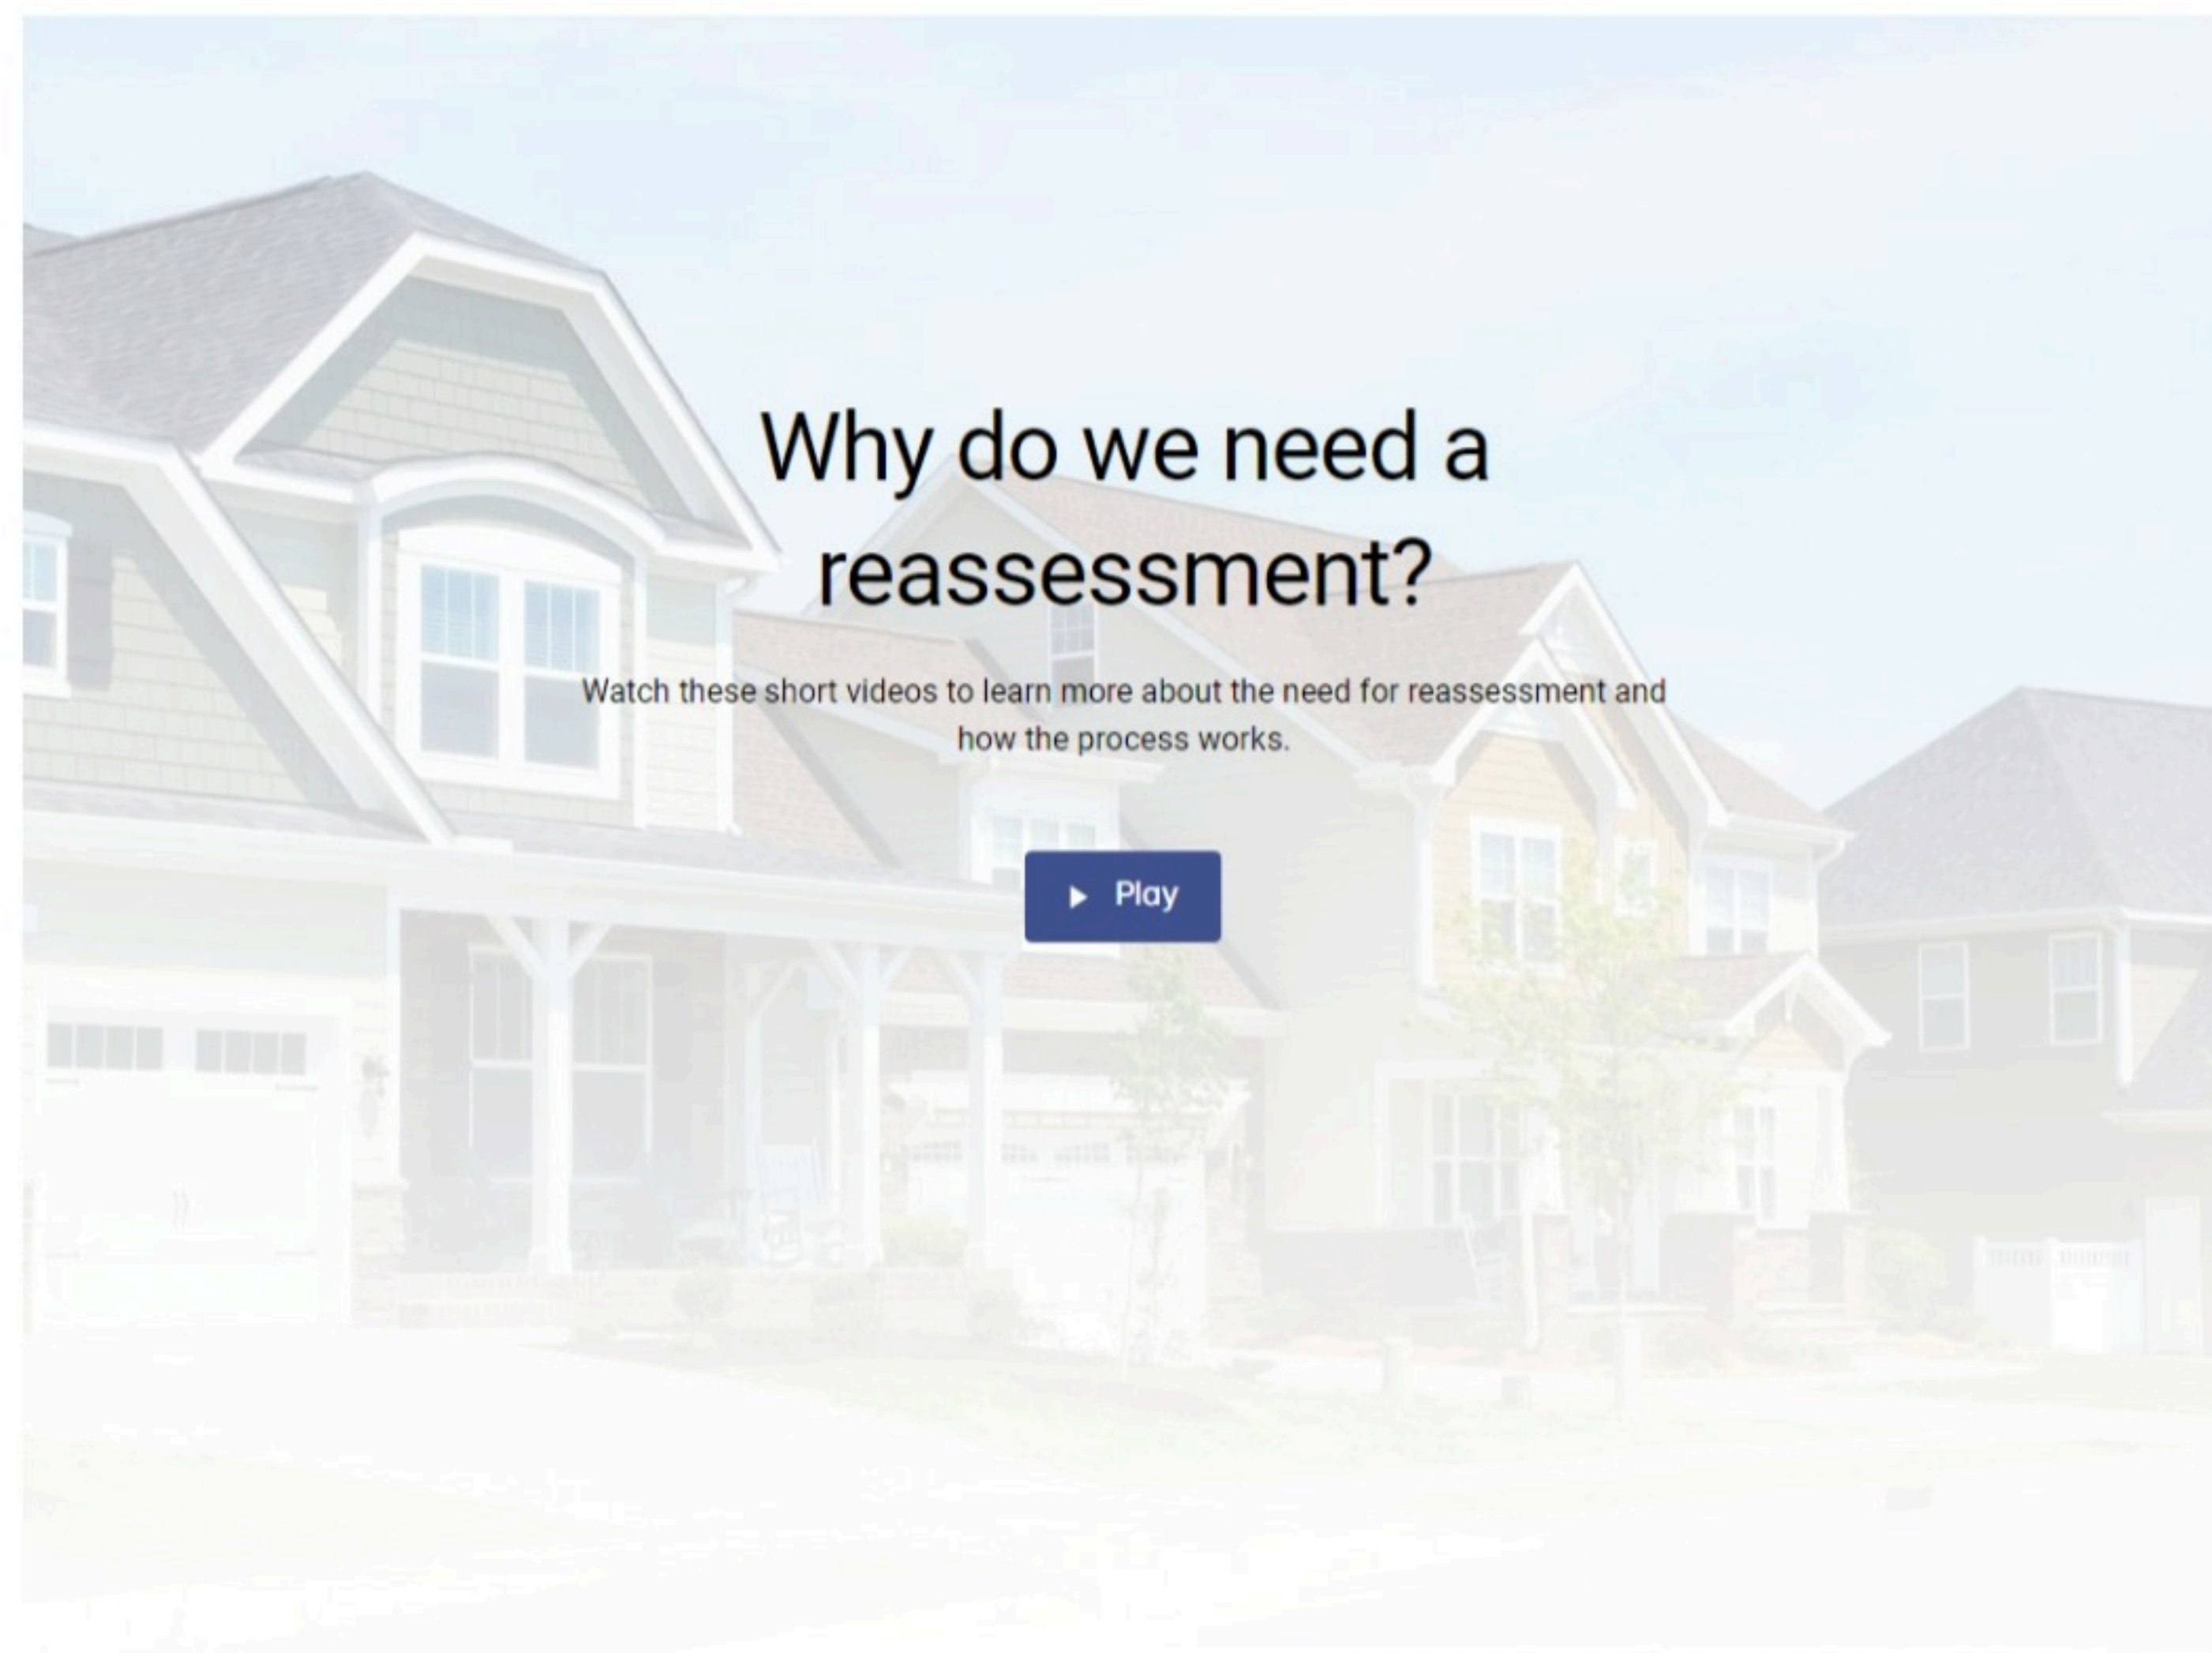 Why do we need a
reassessment?
Watch these short videos to learn more about the need for reassessment and
how the process works.
Play